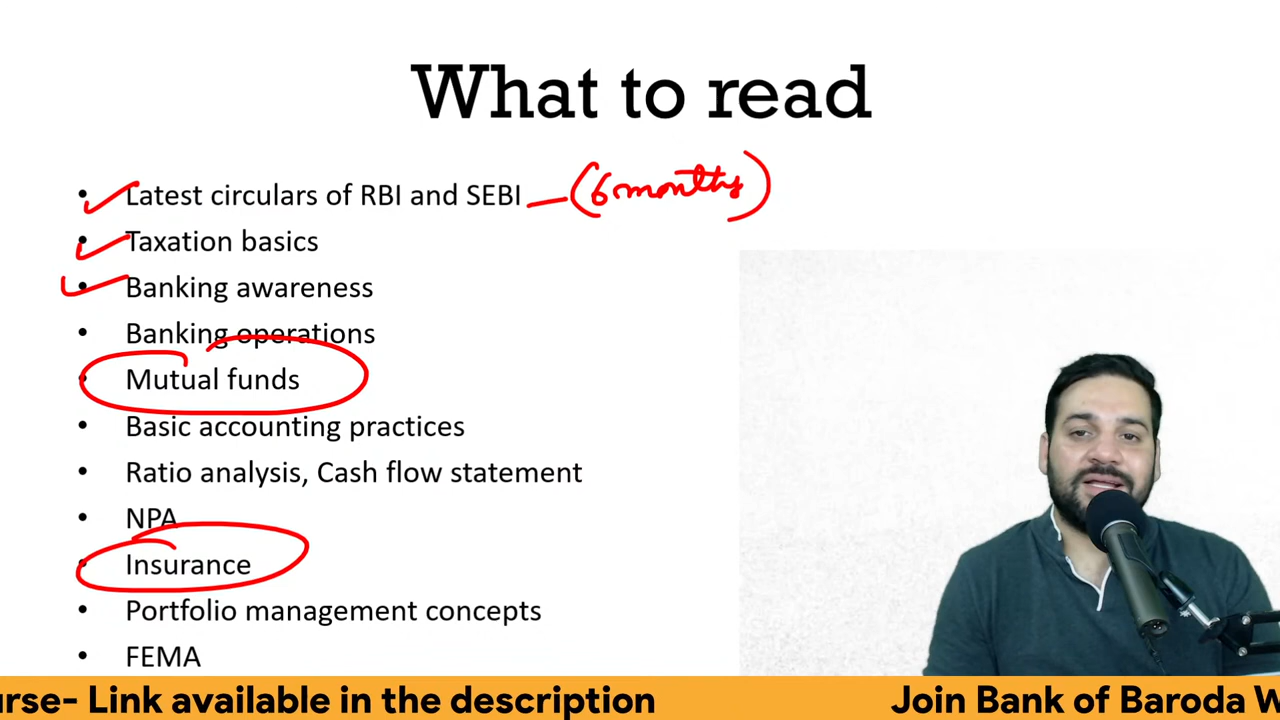 What to read
• Latest circulars of RBI and SEBI — (6 months)
• Taxation basics
• Banking awareness
• Banking operations
• Mutual funds
• Basic accounting practices
• Ratio analysis, Cash flow statement
• NPA
• Insurance
• Portfolio management concepts
• FEMA
urse- Link available in the description Join Bank of Baroda W